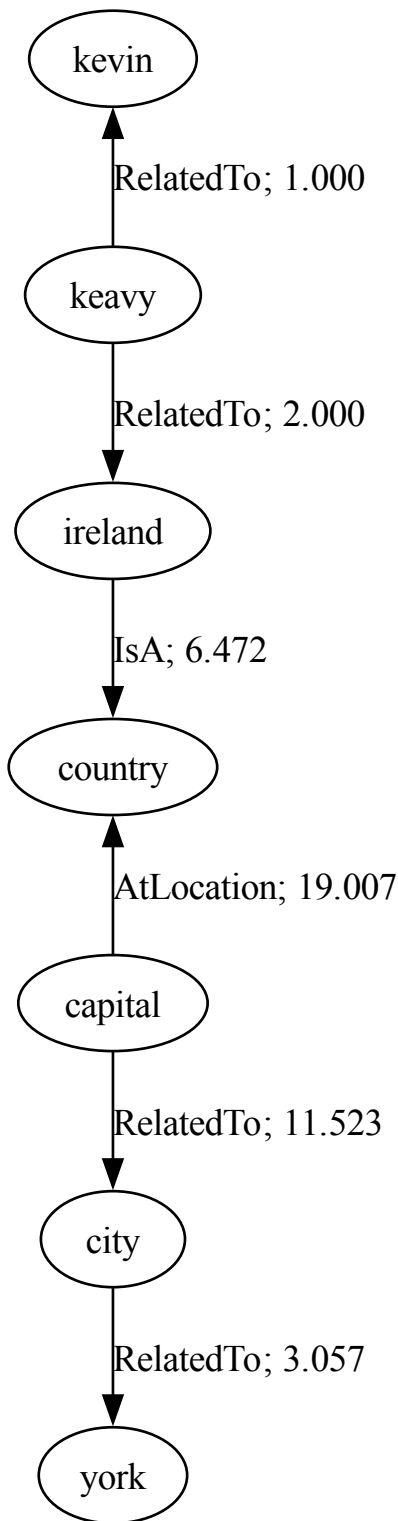 kevin
RelatedTo; 1.000
keavy
RelatedTo; 2.000
ireland
IsA; 6.472
country
AtLocation; 19.007
capital
RelatedTo; 11.523
city
RelatedTo; 3.057
york